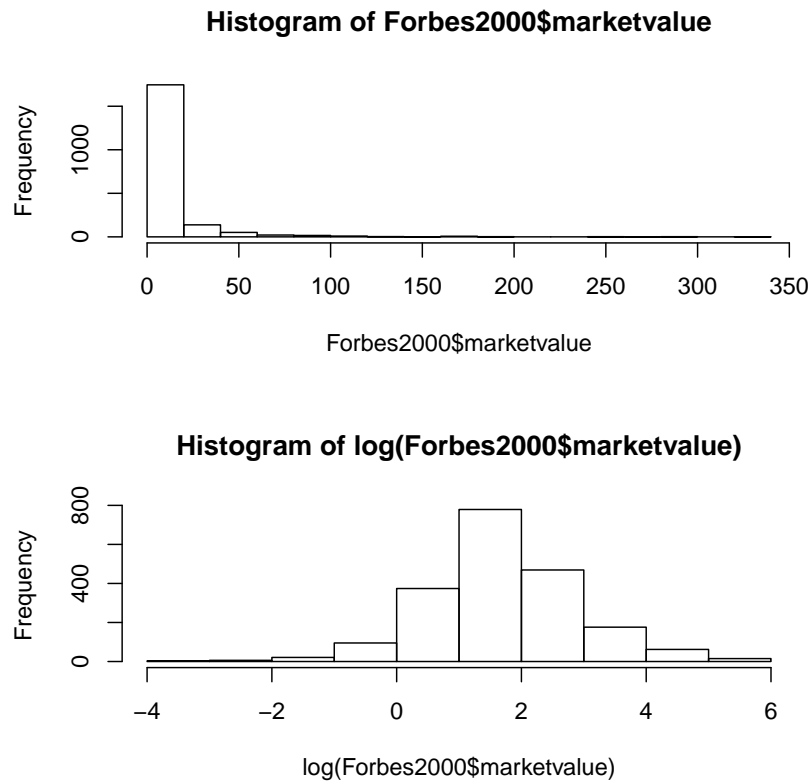 Histogram of Forbes2000$marketvalue
Frequency
0 1000
0 50 100 150 200 250 300 350
Forbes2000$marketvalue
Histogram of log(Forbes2000$marketvalue)
Frequency
0 400 800
−4 −2 0 2 4 6
log(Forbes2000$marketvalue)